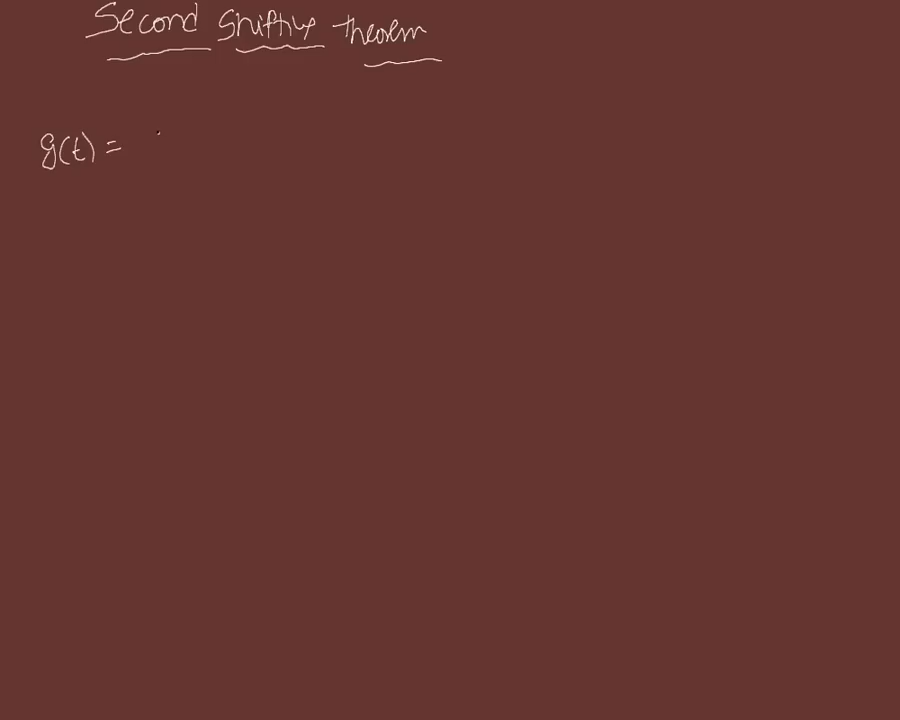 Second Shifting theorem
g(t) =